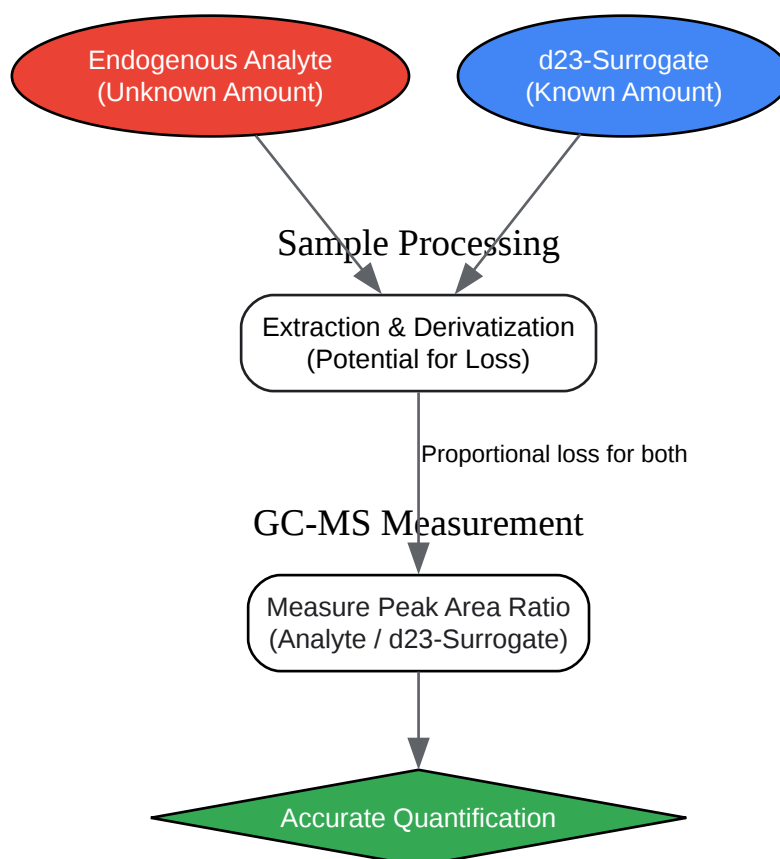 Endogenous Analyte
(Unknown Amount)
d23-Surrogate
(Known Amount)
Sample Processing
Extraction & Derivatization
(Potential for Loss)
Proportional loss for both
GC-MS Measurement
Measure Peak Area Ratio
(Analyte / d23-Surrogate)
Accurate Quantification